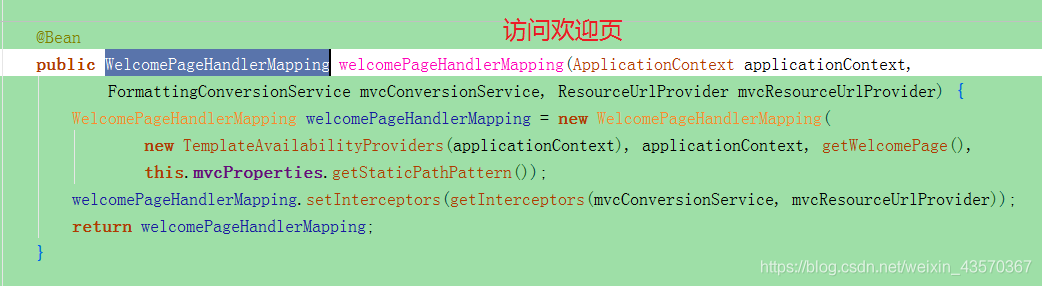 访问欢迎页
@Bean
public WelcomePageHandlerMapping welcomePageHandlerMapping(ApplicationContext applicationContext,
FormattingConversionService mvcConversionService, ResourceUrlProvider mvcResourceUrlProvider) {
WelcomePageHandlerMapping welcomePageHandlerMapping = new WelcomePageHandlerMapping(
new TemplateAvailabilityProviders(applicationContext), applicationContext, getWelcomePage(),
this.mvcProperties.getStaticPathPattern());
welcomePageHandlerMapping.setInterceptors(getInterceptors(mvcConversionService, mvcResourceUrlProvider));
return welcomePageHandlerMapping;
}
https://blog.csdn.net/weixin_43570367